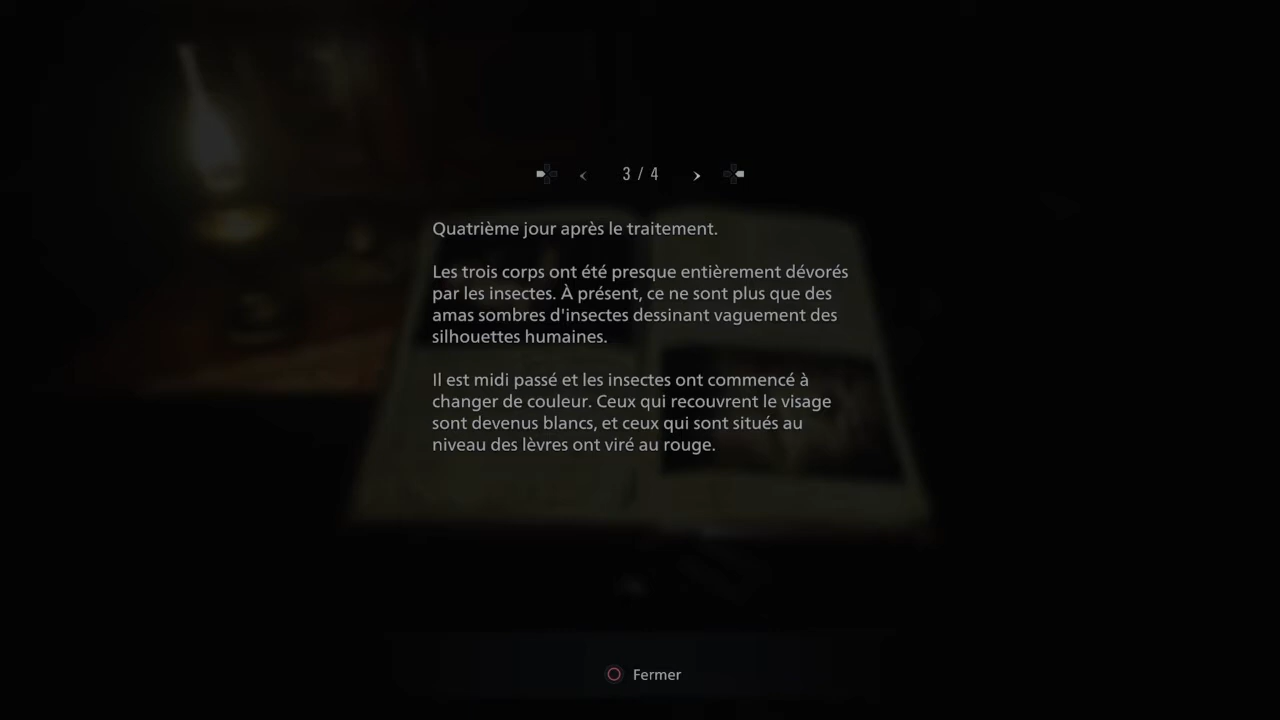 3 / 4
Quatrième jour après le traitement.
Les trois corps ont été presque entièrement dévorés
par les insectes. À présent, ce ne sont plus que des
amas sombres d'insectes dessinant vaguement des
silhouettes humaines.
Il est midi passé et les insectes ont commencé à
changer de couleur. Ceux qui recouvrent le visage
sont devenus blancs, et ceux qui sont situés au
niveau des lèvres ont viré au rouge.
Fermer